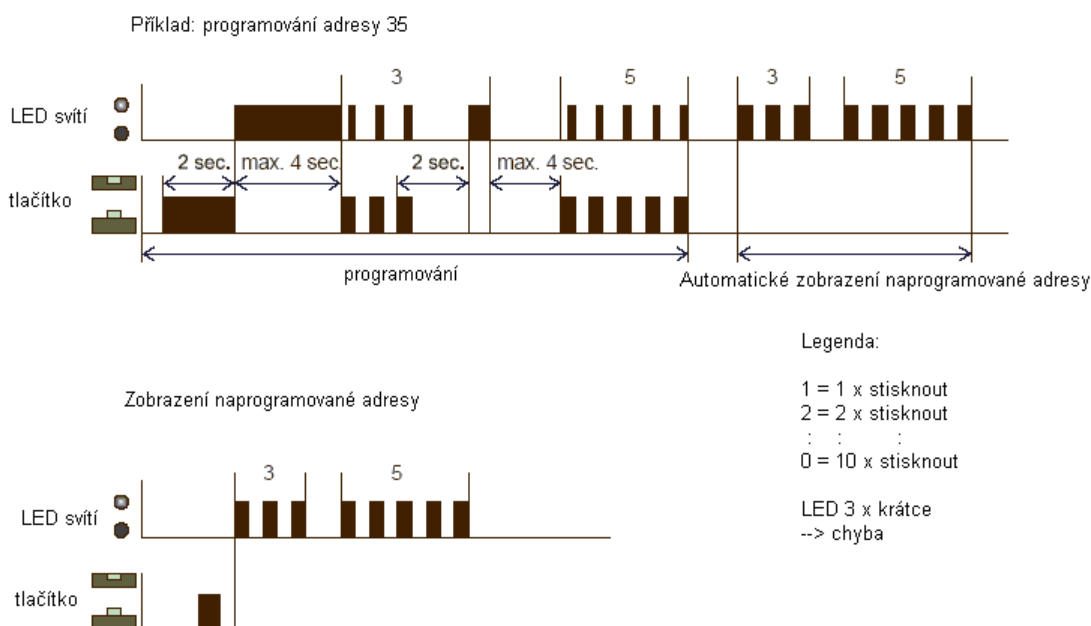 Příklad: programování adresy 35
3 5 3 5
LED svítí
2 sec. max. 4 sec 2 sec. max. 4 sec.
tlačítko
programování
Automatické zobrazení naprogramované adresy
Legenda:
1 = 1 x stisknout
2 = 2 x stisknout
: : :
0 = 10 x stisknout
LED 3 x krátce
--> chyba
Zobrazení naprogramované adresy
3 5
LED svítí
tlačítko